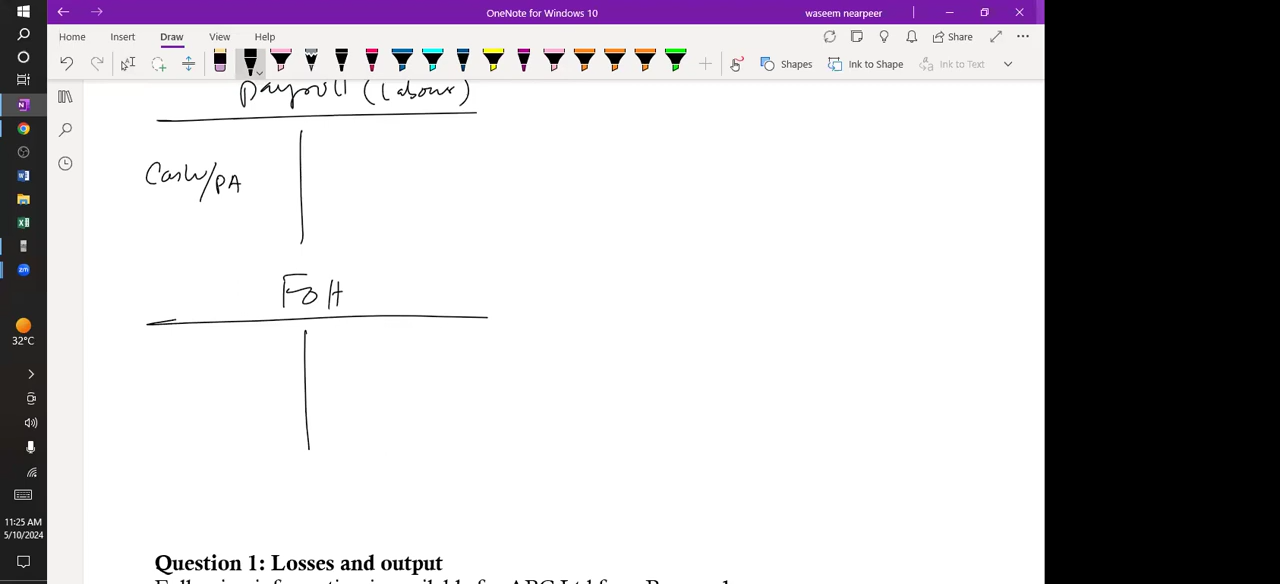 OneNote for Windows 10
waseem nearpeer
Home Insert Draw View Help
Share
Shapes Ink to Shape Ink to Text
Payroll (Labour)
Cash/PA
FOH
32°C
11:25 AM
5/10/2024
Question 1: Losses and output